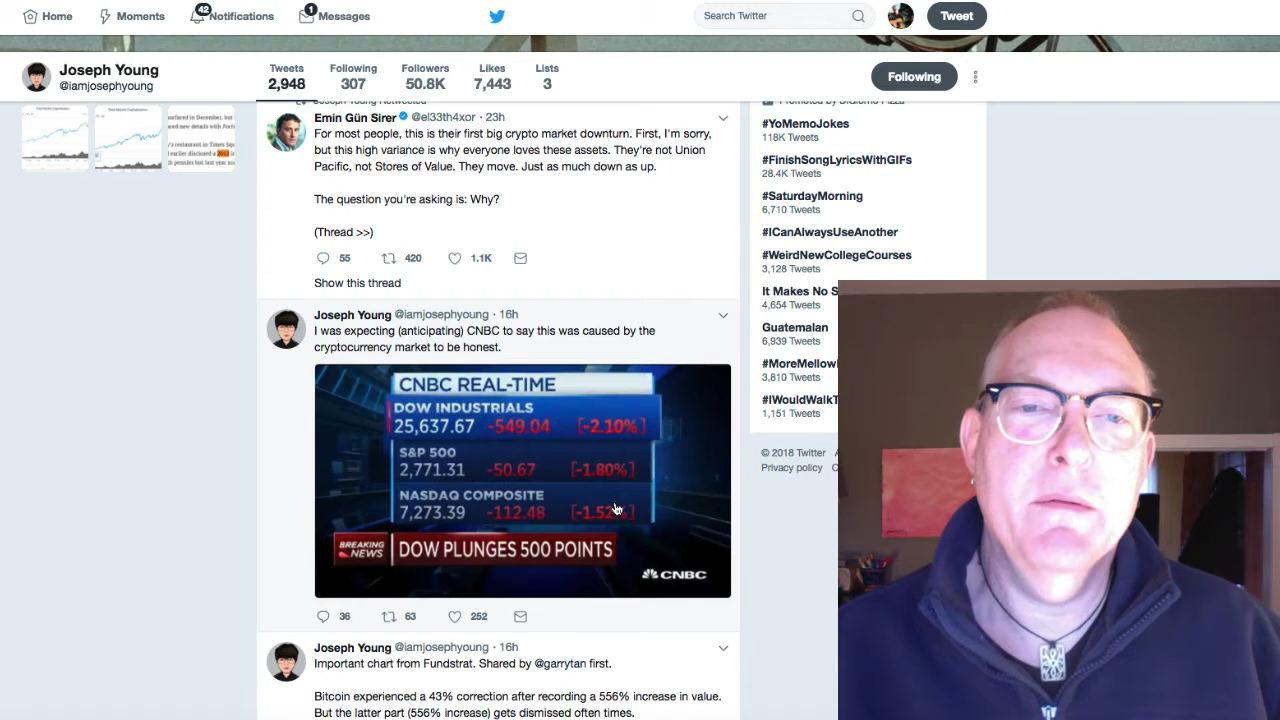 Home
Moments
42
Notifications
1
Messages
Search Twitter
Tweet
Joseph Young
@iamjosephyoung
Tweets
2,948
Following
307
Followers
50.8K
Likes
7,443
Lists
3
Following
Joseph Young Retweeted
Emin Gün Sirer @el33th4xor · 23h
For most people, this is their first big crypto market downturn. First, I'm sorry,
but this high variance is why everyone loves these assets. They're not Union
Pacific, not Stores of Value. They move. Just as much down as up.
The question you're asking is: Why?
(Thread >>)
55
420
1.1K
Show this thread
Joseph Young @iamjosephyoung · 16h
I was expecting (anticipating) CNBC to say this was caused by the
cryptocurrency market to be honest.
CNBC REAL-TIME
DOW INDUSTRIALS
25,637.67 -549.04 [-2.10%]
S&P 500
2,771.31 -50.67 [-1.80%]
NASDAQ COMPOSITE
7,273.39 -112.48 [-1.52%]
BREAKING NEWS
DOW PLUNGES 500 POINTS
CNBC
36
63
252
Joseph Young @iamjosephyoung · 16h
Important chart from Fundstrat. Shared by @garrytan first.
Bitcoin experienced a 43% correction after recording a 556% increase in value.
But the latter part (556% increase) gets dismissed often times.
#YoMemoJokes
118K Tweets
#FinishSongLyricsWithGIFs
28.4K Tweets
#SaturdayMorning
6,710 Tweets
#ICanAlwaysUseAnother
#WeirdNewCollegeCourses
3,128 Tweets
It Makes No S
4,654 Tweets
Guatemalan
6,939 Tweets
#MoreMellow
3,810 Tweets
#IWouldWalkT
1,151 Tweets
© 2018 Twitter
Privacy policy